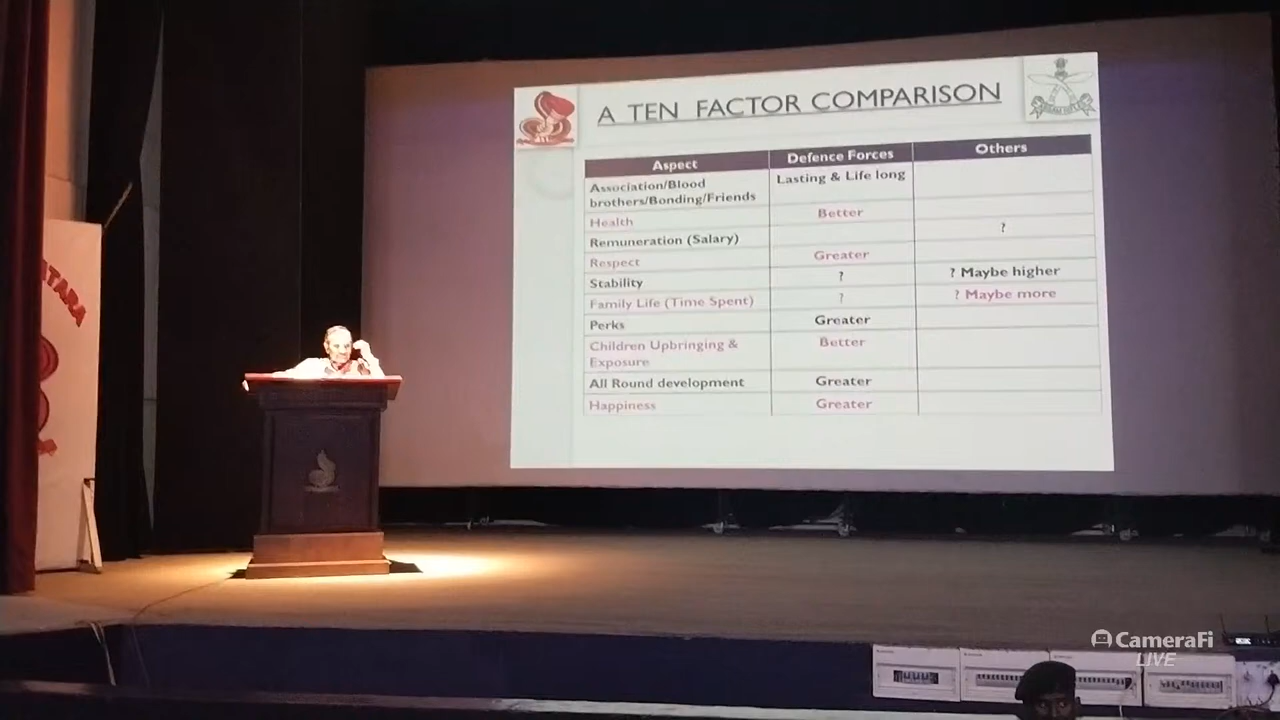 A TEN FACTOR COMPARISON
Aspect Defence Forces Others
Association/Blood brothers/Bonding/Friends Lasting & Life long
Health Better
Remuneration (Salary) ?
Respect Greater
Stability ? ? Maybe higher
Family Life (Time Spent) ? ? Maybe more
Perks Greater
Children Upbringing & Exposure Better
All Round development Greater
Happiness Greater
TARA
CameraFi
LIVE